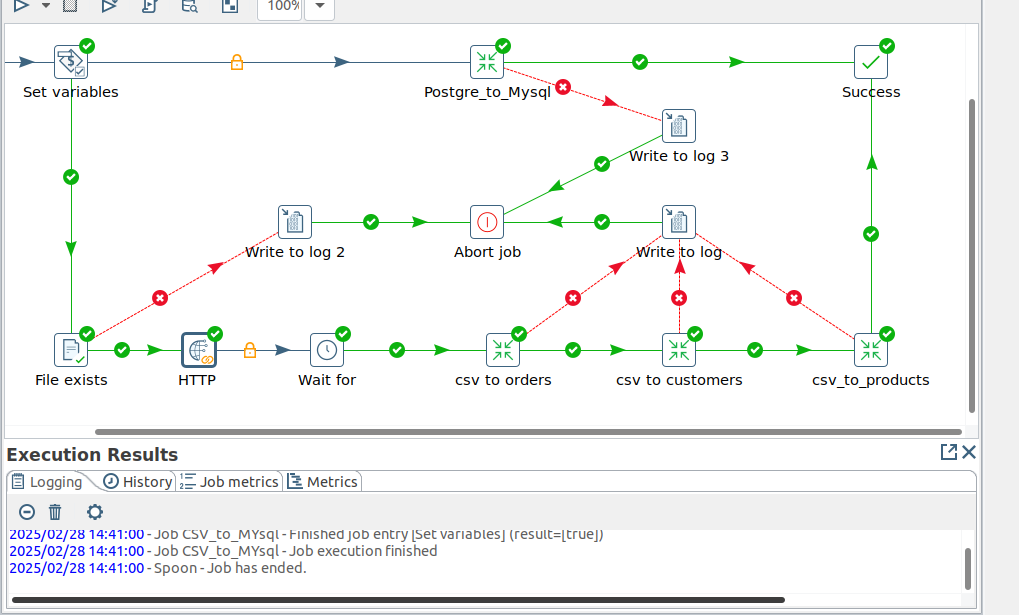 100%
Set variables
Postgre_to_Mysql
Success
Write to log 3
Write to log 2
Abort job
Write to log
File exists
HTTP
Wait for
csv to orders
csv to customers
csv_to_products
Execution Results
Logging
History
Job metrics
Metrics
2025/02/28 14:41:00 - Job CSV_to_MYsql - Finished job entry [Set variables] (result=[true])
2025/02/28 14:41:00 - Job CSV_to_MYsql - Job execution finished
2025/02/28 14:41:00 - Spoon - Job has ended.